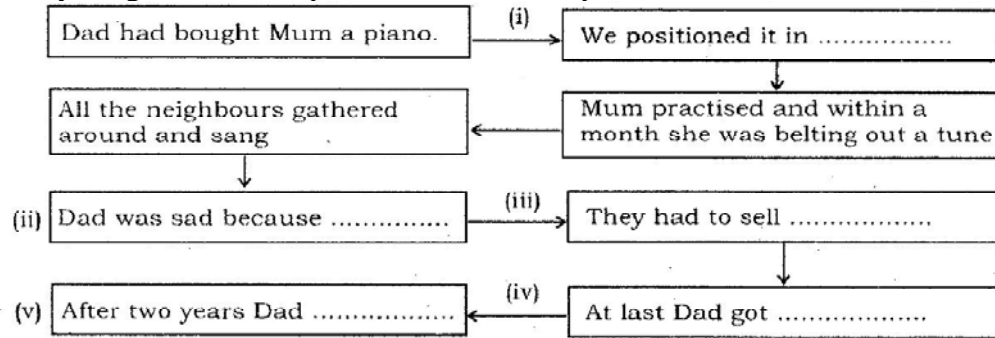 Dad had bought Mum a piano.
(i)
We positioned it in .................
All the neighbours gathered
around and sang
Mum practised and within a
month she was belting out a tune
(ii) Dad was sad because ...............
(iii)
They had to sell ..................
(v) After two years Dad ..................
(iv)
At last Dad got ...................